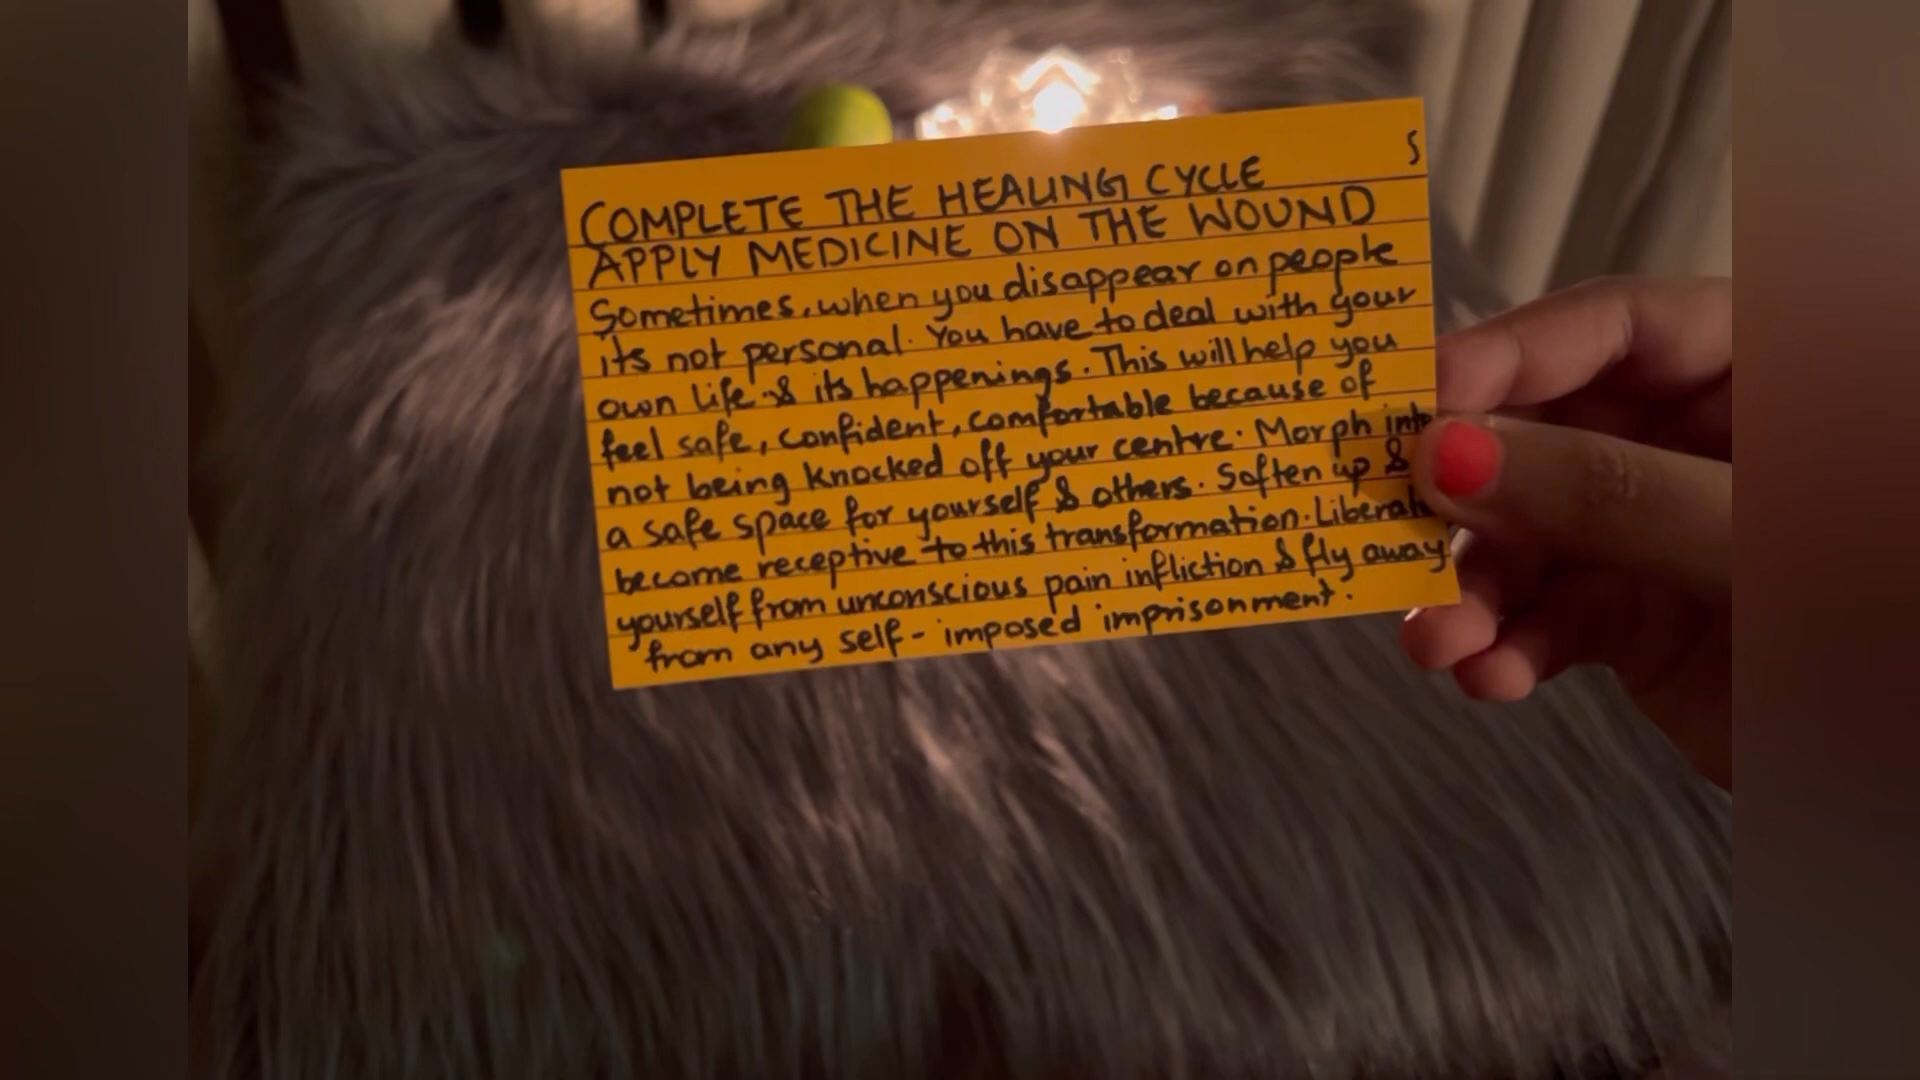 S
COMPLETE THE HEALING CYCLE
APPLY MEDICINE ON THE WOUND
Sometimes, when you disappear on people
its not personal. You have to deal with your
own life & its happenings. This will help you
feel safe, confident, comfortable because of
not being knocked off your centre. Morph into
a safe space for yourself & others. Soften up &
become receptive to this transformation. Liberate
yourself from unconscious pain infliction & fly away
from any self-imposed imprisonment.